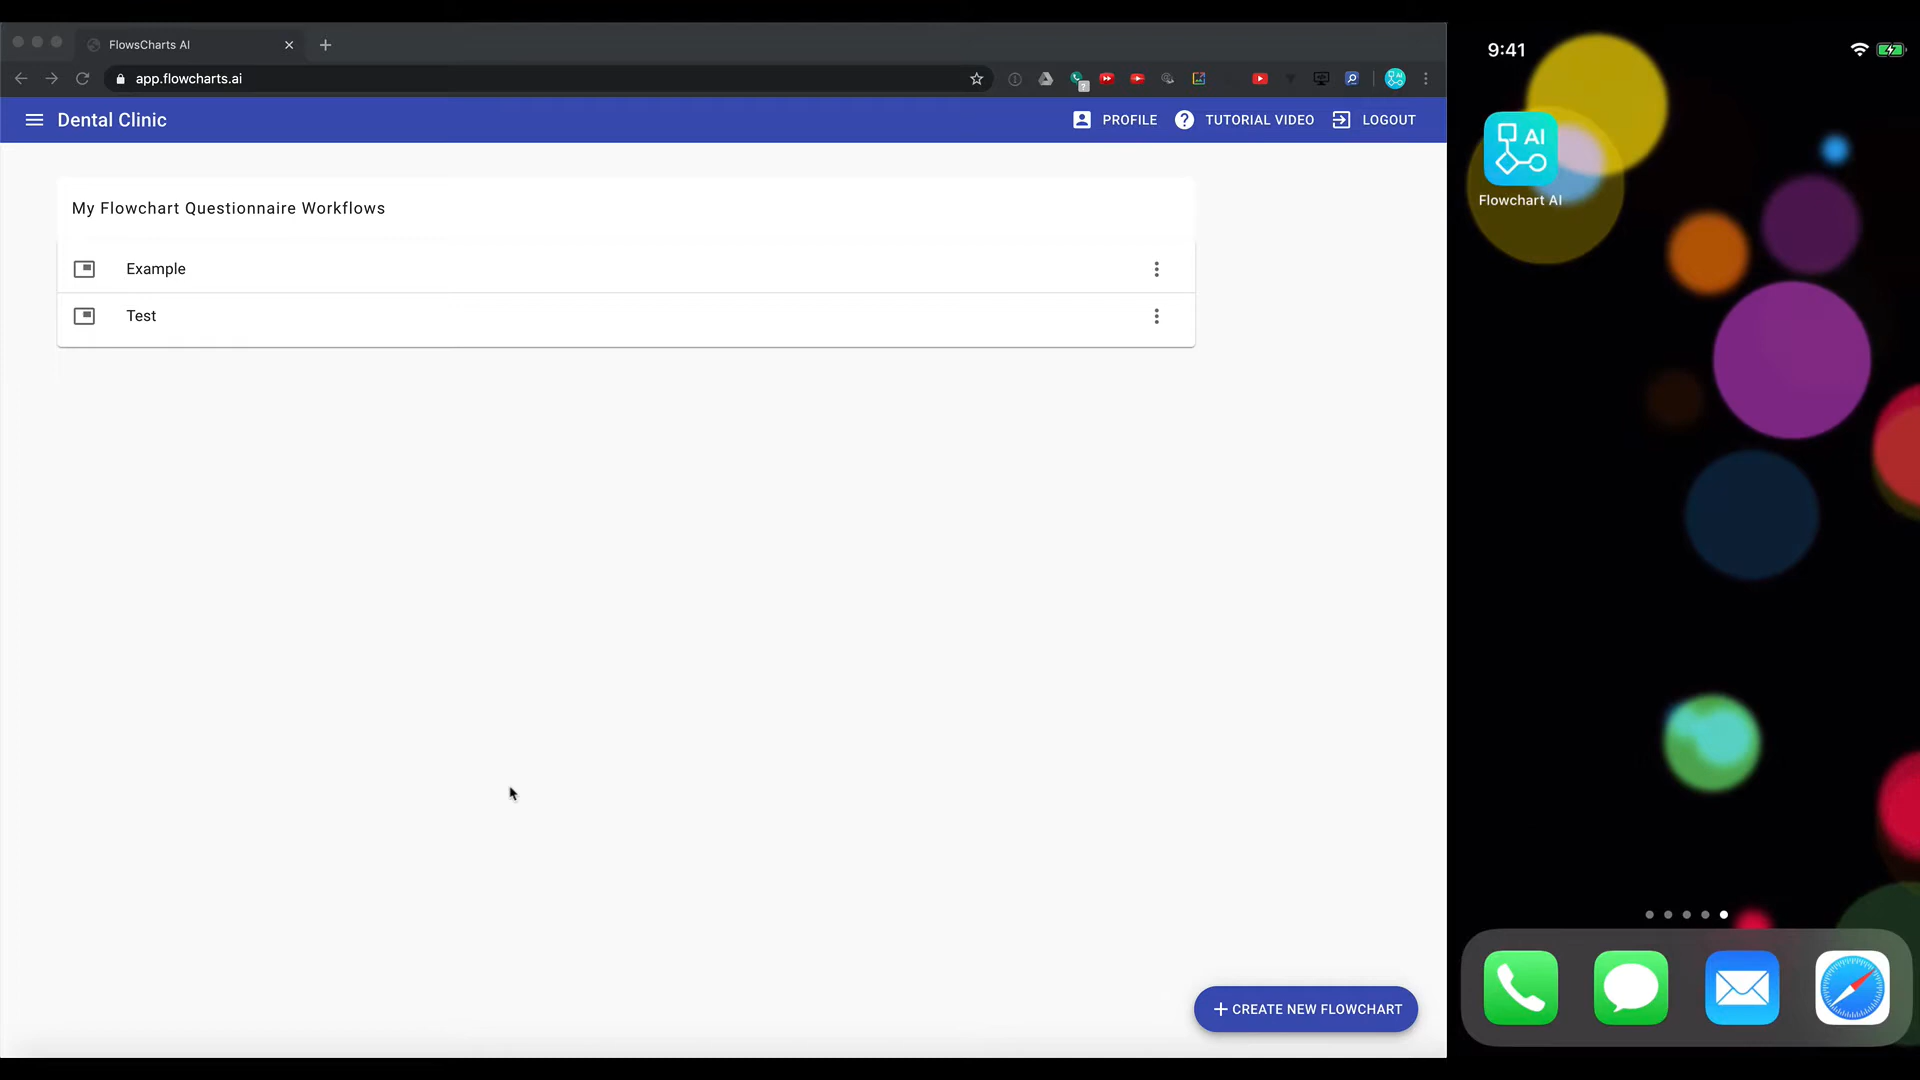 FlowsCharts AI
app.flowcharts.ai
Dental Clinic
PROFILE
TUTORIAL VIDEO
LOGOUT
My Flowchart Questionnaire Workflows
Example
Test
CREATE NEW FLOWCHART
9:41
AI
Flowchart AI